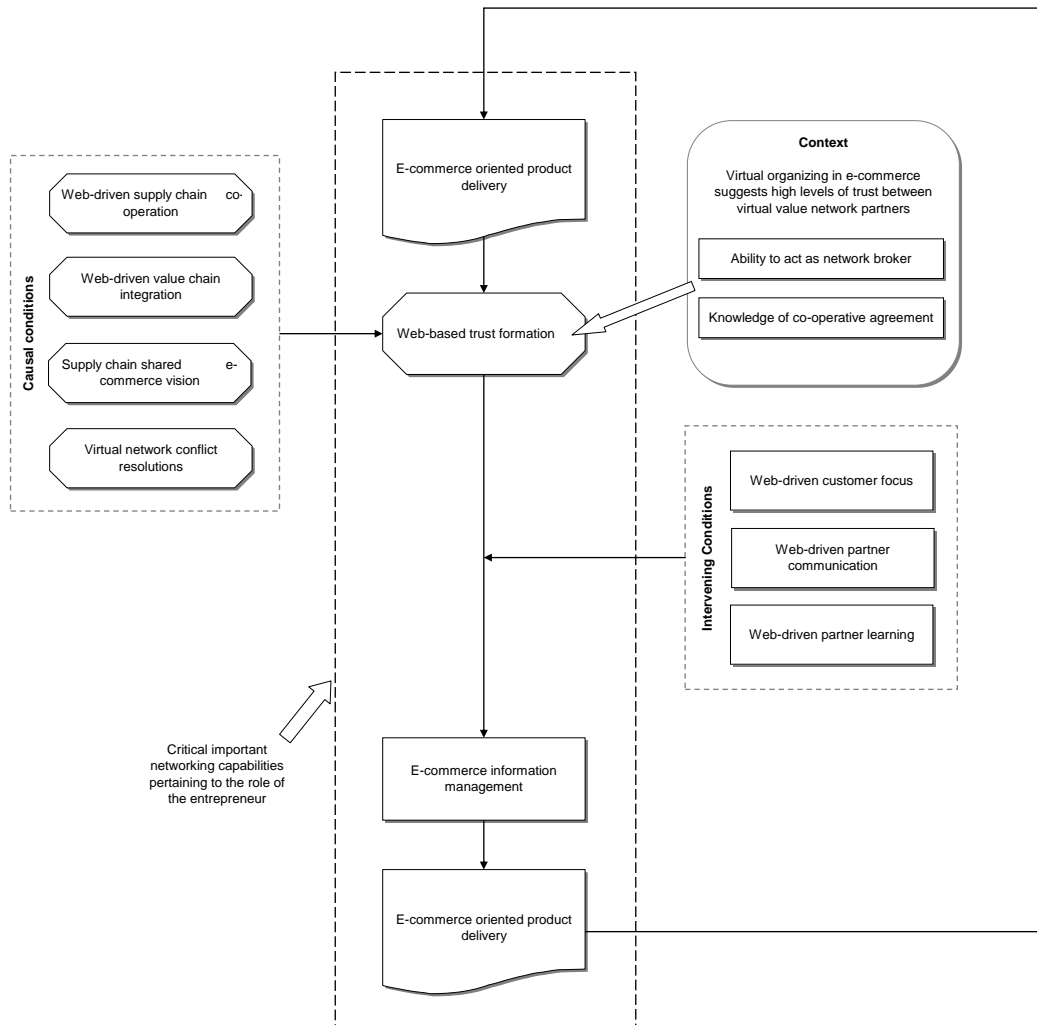 E-commerce oriented product
delivery
Context
Virtual organizing in e-commerce
suggests high levels of trust between
virtual value network partners
Ability to act as network broker
Knowledge of co-operative agreement
Causal conditions
Web-driven supply chain co-
operation
Web-driven value chain
integration
Supply chain shared e-
commerce vision
Virtual network conflict
resolutions
Web-based trust formation
Intervening Conditions
Web-driven customer focus
Web-driven partner
communication
Web-driven partner learning
Critical important
networking capabilities
pertaining to the role of
the entrepreneur
E-commerce information
management
E-commerce oriented product
delivery